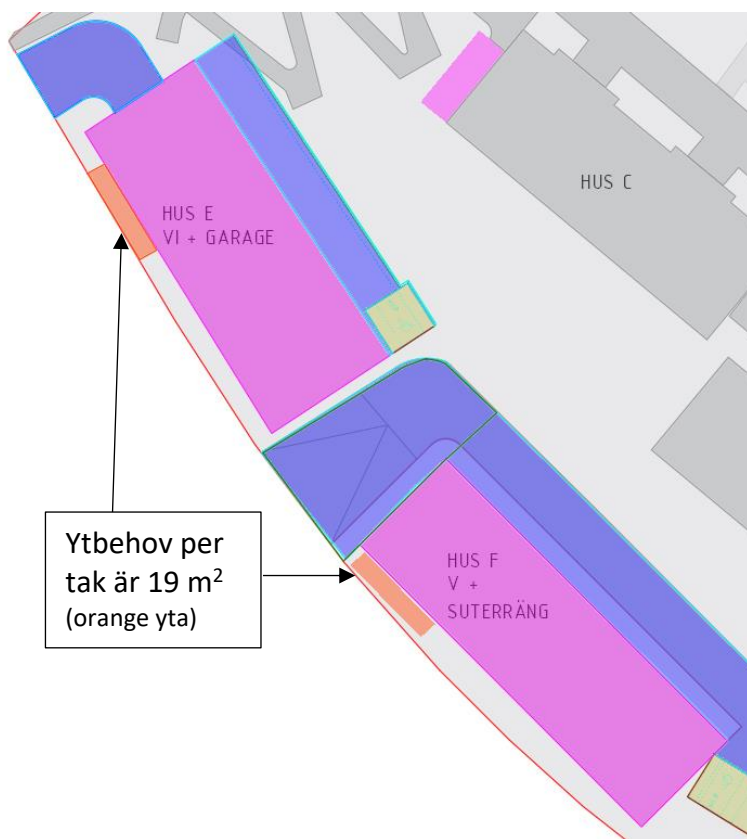 HUS C
HUS E
VI + GARAGE
Ytbehov per
tak är 19 m²
(orange yta)
HUS F
V +
SUTERRÄNG